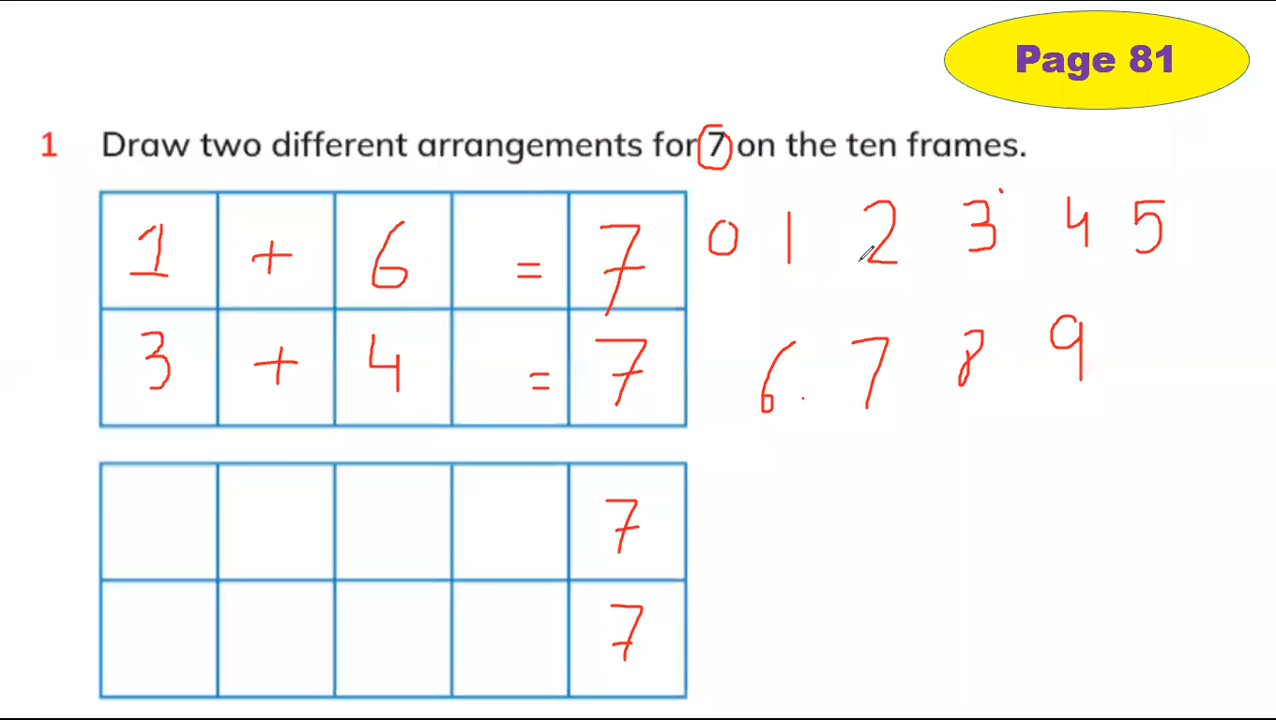 Page 81
1 Draw two different arrangements for 7 on the ten frames.
1 + 6 = 7
3 + 4 = 7
0 1 2 3 4 5
6 7 8 9
7
7